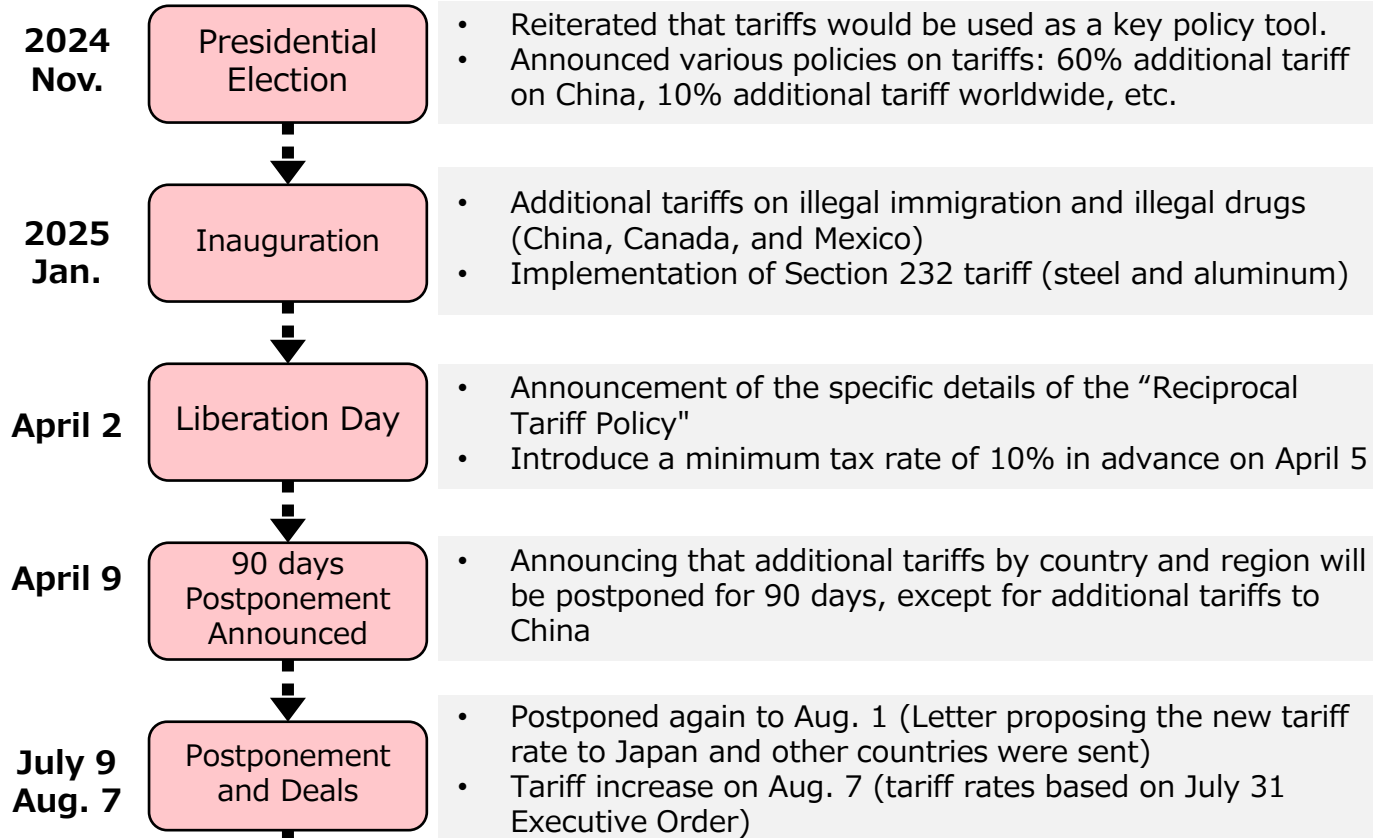 2024
Nov.
Presidential
Election
• Reiterated that tariffs would be used as a key policy tool.
• Announced various policies on tariffs: 60% additional tariff
on China, 10% additional tariff worldwide, etc.
2025
Jan.
Inauguration
• Additional tariffs on illegal immigration and illegal drugs
(China, Canada, and Mexico)
• Implementation of Section 232 tariff (steel and aluminum)
April 2
Liberation Day
• Announcement of the specific details of the “Reciprocal
Tariff Policy"
• Introduce a minimum tax rate of 10% in advance on April 5
April 9
90 days
Postponement
Announced
• Announcing that additional tariffs by country and region will
be postponed for 90 days, except for additional tariffs to
China
July 9
Aug. 7
Postponement
and Deals
• Postponed again to Aug. 1 (Letter proposing the new tariff
rate to Japan and other countries were sent)
• Tariff increase on Aug. 7 (tariff rates based on July 31
Executive Order)